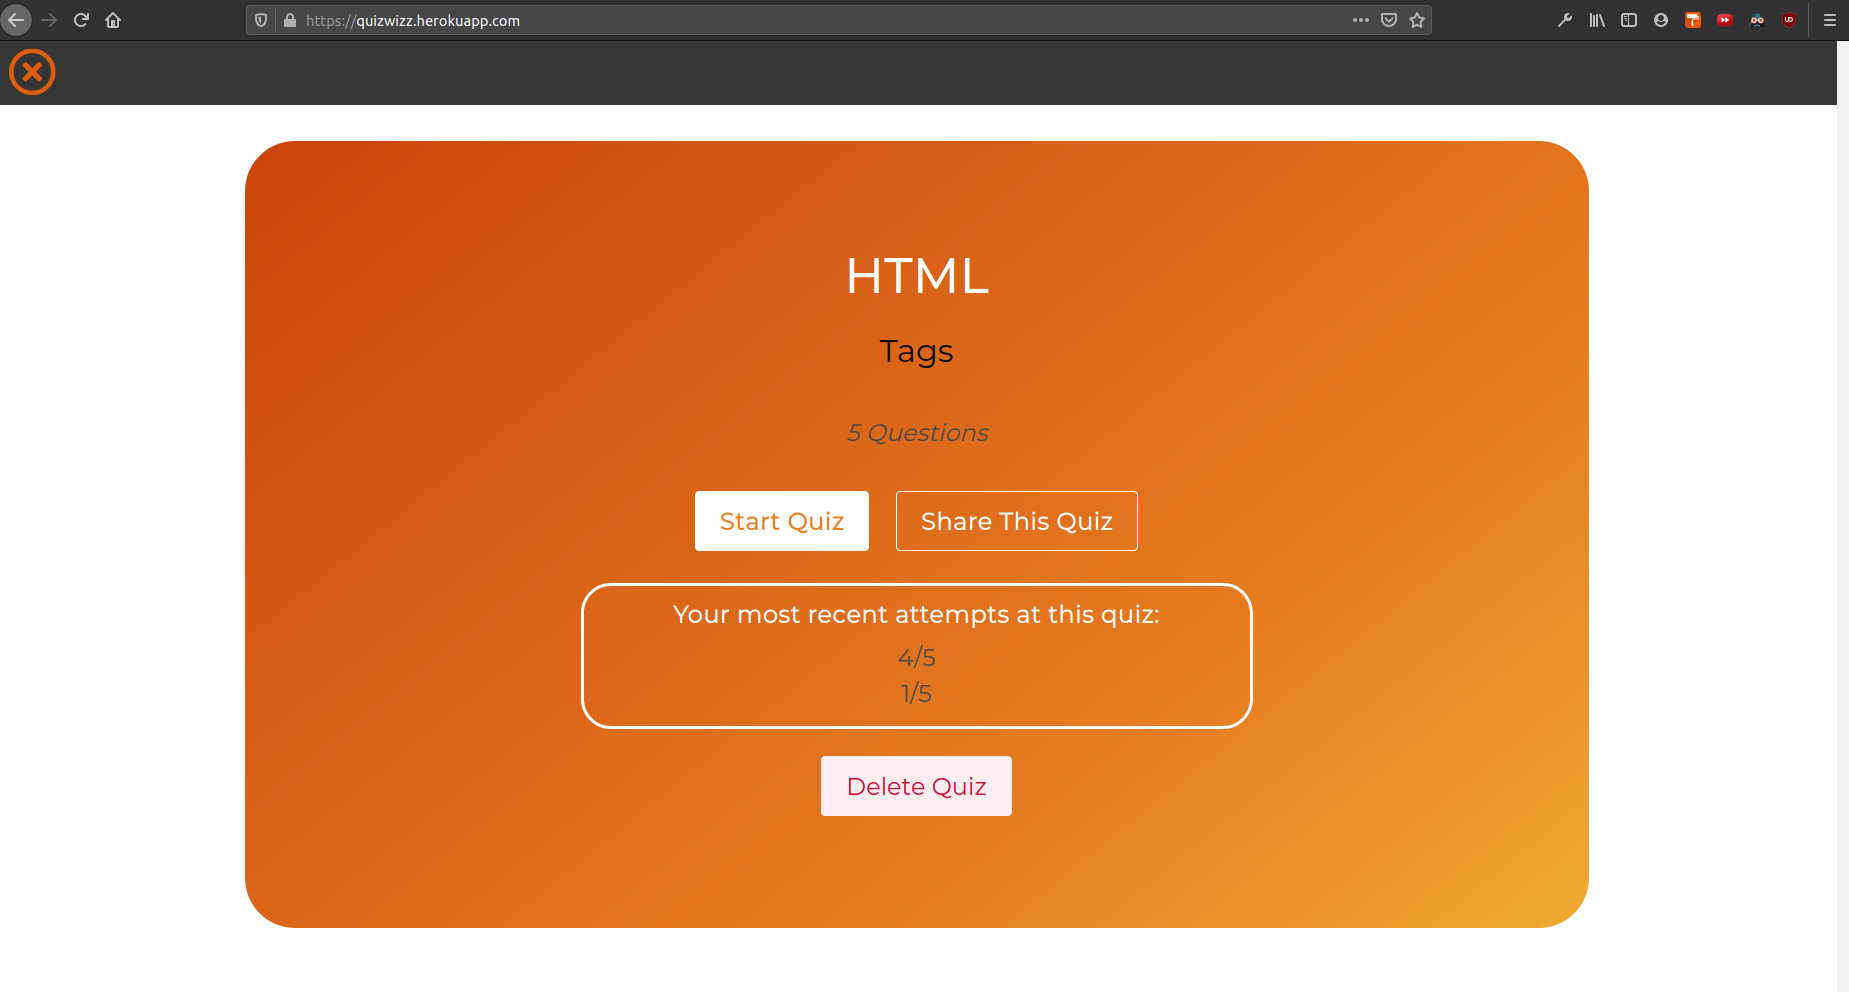 https://quizwizz.herokuapp.com
HTML
Tags
5 Questions
Start Quiz
Share This Quiz
Your most recent attempts at this quiz:
4/5
1/5
Delete Quiz